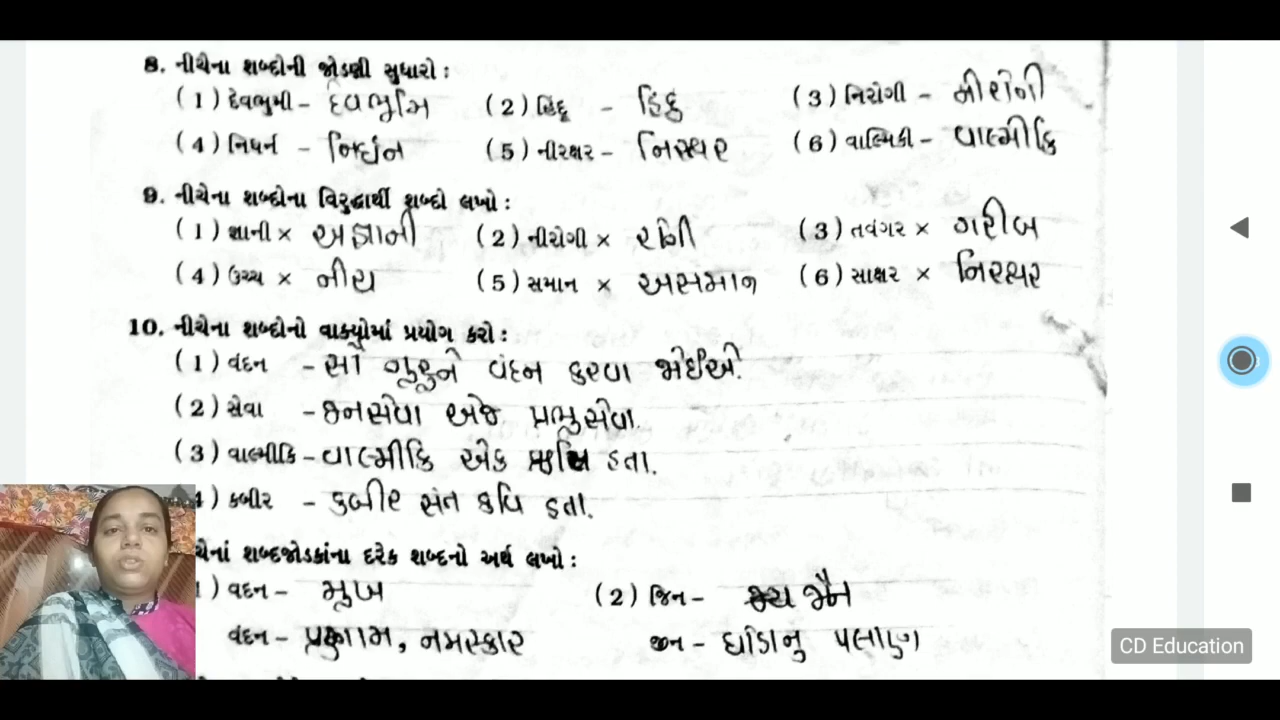 8. નીચેના શબ્દોની જોડણી સુધારો :
(1) દેવભુમી - દેવભૂમિ (2) હિંદૂ - હિંદુ (3) નિરોગી - નીરોગી
(4) નિધર્ન - નિર્ધન (5) નીરક્ષર - નિરક્ષર (6) વાલ્મિકી - વાલ્મીકિ
9. નીચેના શબ્દોના વિરુદ્ધાર્થી શબ્દો લખો :
(1) જ્ઞાની × અજ્ઞાની (2) નીરોગી × રોગી (3) તવંગર × ગરીબ
(4) ઉચ્ચ × નીચ (5) સમાન × અસમાન (6) સાક્ષર × નિરક્ષર
10. નીચેના શબ્દોનો વાક્યોમાં પ્રયોગ કરો :
(1) વંદન - સૌ ગુરુને વંદન કરવા જોઈએ.
(2) સેવા - જનસેવા એજ પ્રભુસેવા.
(3) વાલ્મીકિ - વાલ્મીકિ એક ઋષિ હતા.
) કબીર - કબીર સંત કવિ હતા.
ચેનાં શબ્દજોડકાંના દરેક શબ્દનો અર્થ લખો :
) વદન - મુખ (2) જિન - જૈન
વંદન - પ્રણામ, નમસ્કાર જીન - ઘોડાનુ પલાણ
CD Education